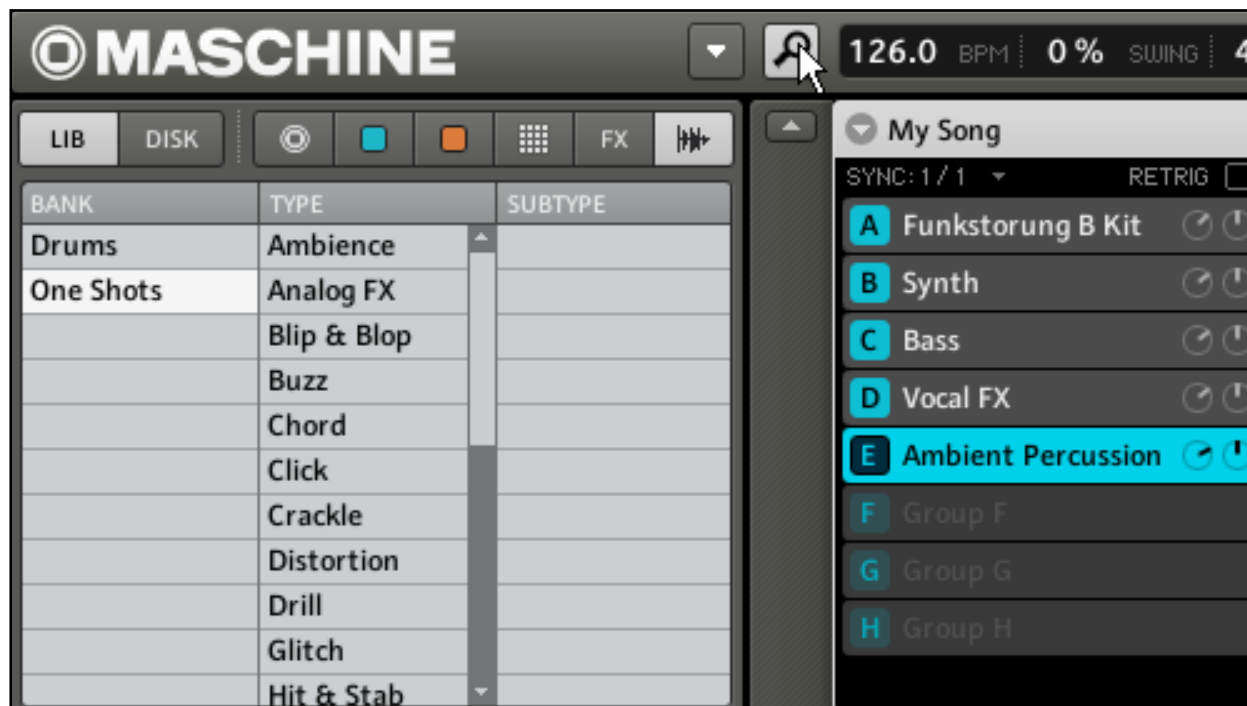 MASCHINE
126.0 BPM 0 % SWING 4
LIB DISK FX
BANK TYPE SUBTYPE
Drums Ambience
One Shots Analog FX
Blip & Blop
Buzz
Chord
Click
Crackle
Distortion
Drill
Glitch
Hit & Stab
My Song
SYNC: 1 / 1 RETRIG
A Funkstorung B Kit
B Synth
C Bass
D Vocal FX
E Ambient Percussion
F Group F
G Group G
H Group H